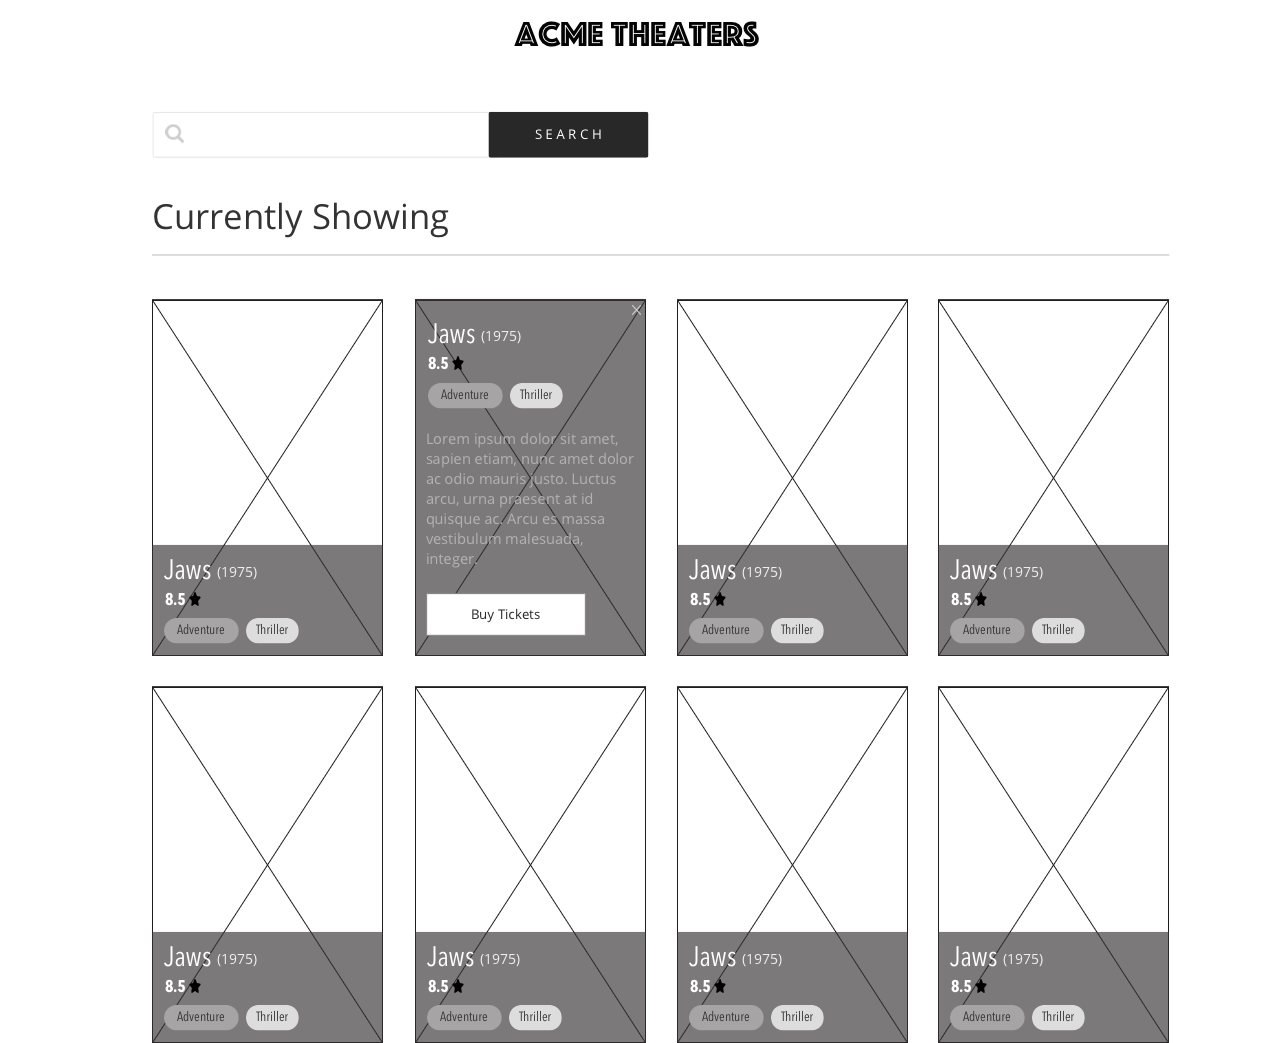 ACME THEATERS
SEARCH
Currently Showing
Jaws (1975)
8.5
Adventure Thriller
Jaws (1975)
8.5
Adventure Thriller
Lorem ipsum dolor sit amet,
sapien etiam, nunc amet dolor
ac odio mauris justo. Luctus
arcu, urna praesent at id
quisque ac. Arcu es massa
vestibulum malesuada,
integer.
Buy Tickets
Jaws (1975)
8.5
Adventure Thriller
Jaws (1975)
8.5
Adventure Thriller
Jaws (1975)
8.5
Adventure Thriller
Jaws (1975)
8.5
Adventure Thriller
Jaws (1975)
8.5
Adventure Thriller
Jaws (1975)
8.5
Adventure Thriller